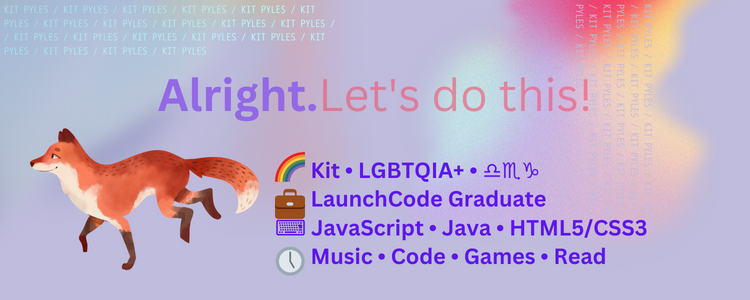 KIT PYLES / KIT PYLES / KIT PYLES / KIT PYLES / KIT
PYLES / KIT PYLES / KIT PYLES / KIT PYLES / KIT PYLES /
/ KIT PYLES / KIT PYLES / KIT PYLES / KIT PYLES / KIT
PYLES / KIT PYLES / KIT PYLES / KIT PYLES
KIT PYLES / KIT PYLES / KIT PYLES
Alright.Let's do this!
Kit • LGBTQIA+ • ♎♏♑
LaunchCode Graduate
JavaScript • Java • HTML5/CSS3
Music • Code • Games • Read